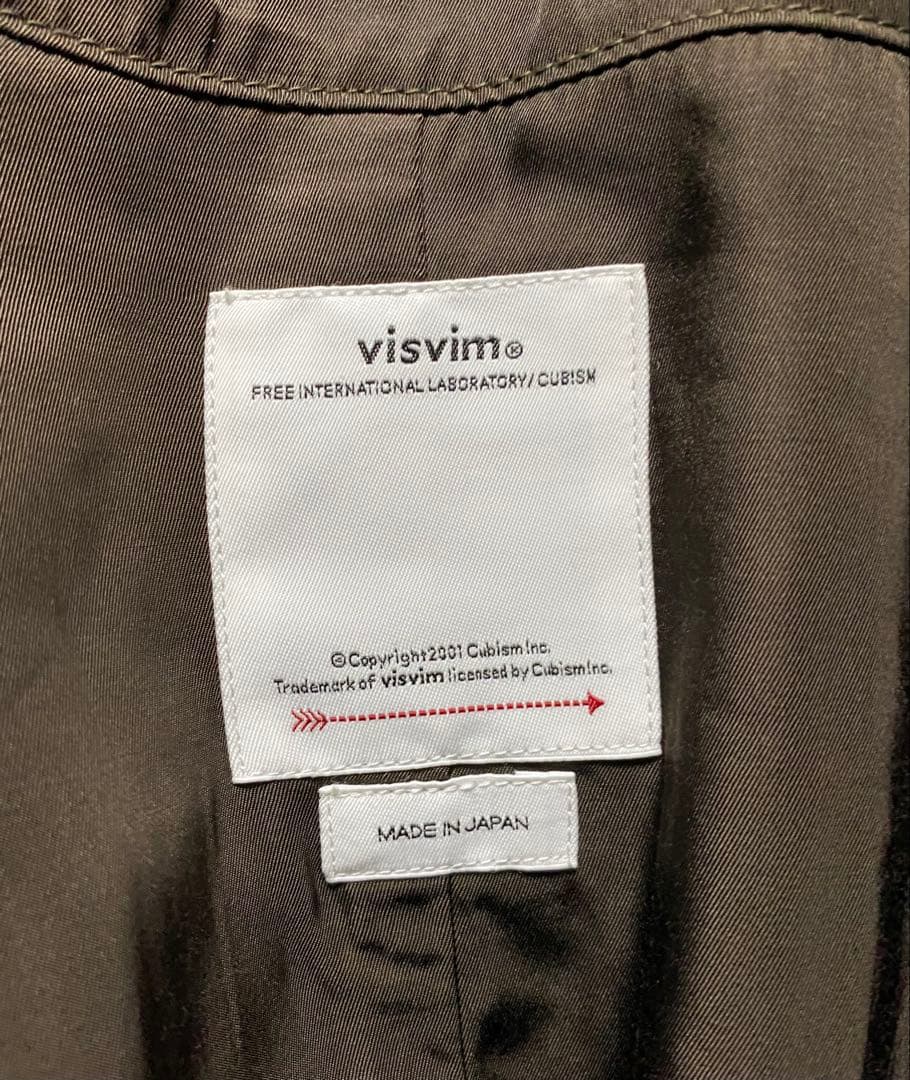 visvim®
FREE INTERNATIONAL LABORATORY/CUBISM
©Copyright 2001 Cubism Inc.
Trademark of visvim licensed by Cubism Inc.
MADE IN JAPAN